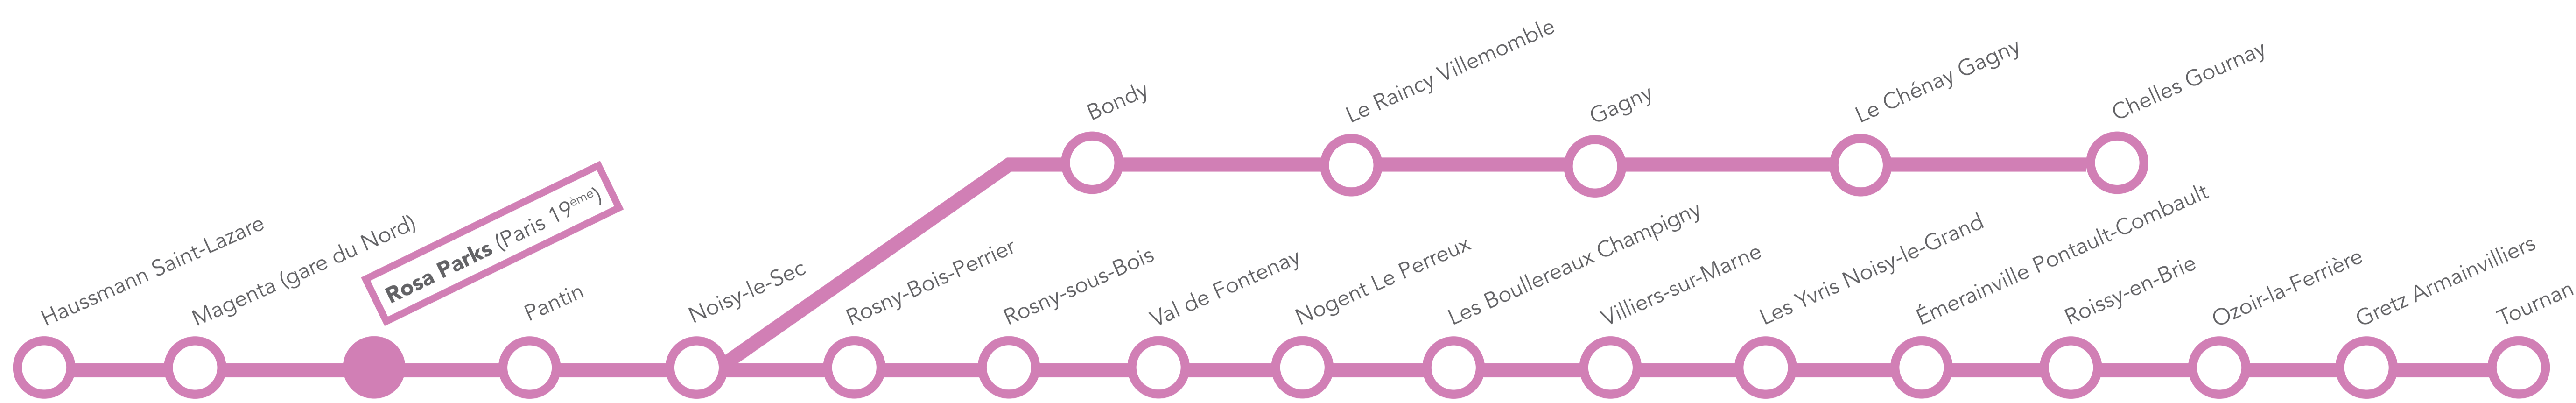 Bondy
Le Raincy Villemomble
Gagny
Le Chénay Gagny
Chelles Gournay
Haussmann Saint-Lazare
Magenta (gare du Nord)
Rosa Parks (Paris 19ème)
Pantin
Noisy-le-Sec
Rosny-Bois-Perrier
Rosny-sous-Bois
Val de Fontenay
Nogent Le Perreux
Les Boullereaux Champigny
Villiers-sur-Marne
Les Yvris Noisy-le-Grand
Émerainville Pontault-Combault
Roissy-en-Brie
Ozoir-la-Ferrière
Gretz Armainvilliers
Tournan